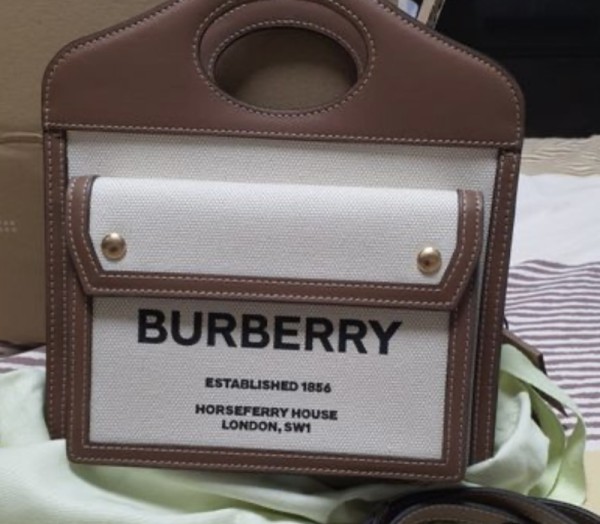 BURBERRY
ESTABLISHED 1856
HORSEFERRY HOUSE
LONDON, SW1